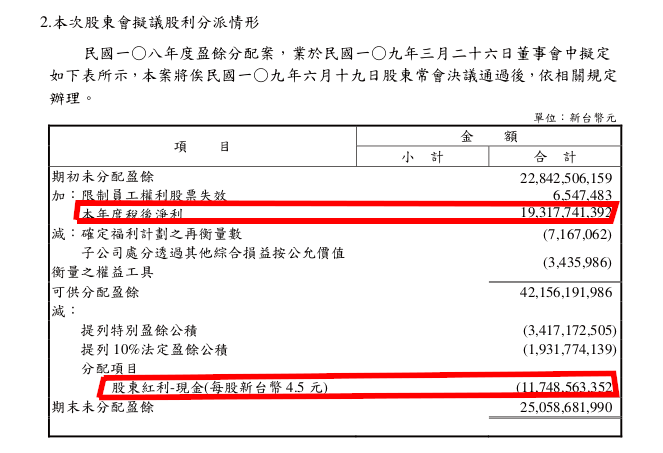 2.本次股東會擬議股利分派情形
民國一〇八年度盈餘分配案，業於民國一〇九年三月二十六日董事會中擬定
如下表所示，本案將俟民國一〇九年六月十九日股東常會決議通過後，依相關規定
辦理。
單位：新台幣元
項 目 金 額
小 計 合 計
期初未分配盈餘 22,842,506,159
加：限制員工權利股票失效 6,547,483
本年度稅後淨利 19,317,741,392
減：確定福利計劃之再衡量數 (7,167,062)
子公司處分透過其他綜合損益按公允價值
衡量之權益工具 (3,435,986)
可供分配盈餘 42,156,191,986
減：
提列特別盈餘公積 (3,417,172,505)
提列 10%法定盈餘公積 (1,931,774,139)
分配項目
股東紅利-現金(每股新台幣 4.5 元) (11,748,563,352)
期末未分配盈餘 25,058,681,990